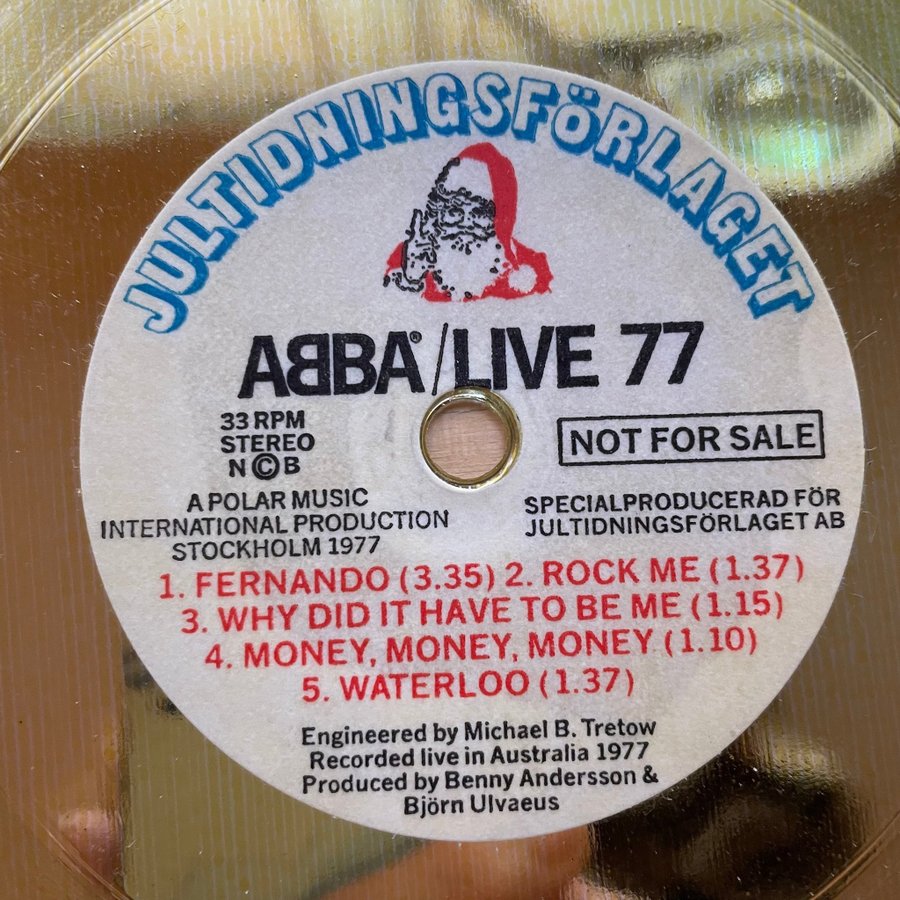 JULTIDNINGSFÖRLAGET
ABBA®/LIVE 77
33 RPM
STEREO
N©B
NOT FOR SALE
A POLAR MUSIC
INTERNATIONAL PRODUCTION
STOCKHOLM 1977
SPECIALPRODUCERAD FÖR
JULTIDNINGSFÖRLAGET AB
1. FERNANDO (3.35) 2. ROCK ME (1.37)
3. WHY DID IT HAVE TO BE ME (1.15)
4. MONEY, MONEY, MONEY (1.10)
5. WATERLOO (1.37)
Engineered by Michael B. Tretow
Recorded live in Australia 1977
Produced by Benny Andersson &
Björn Ulvaeus